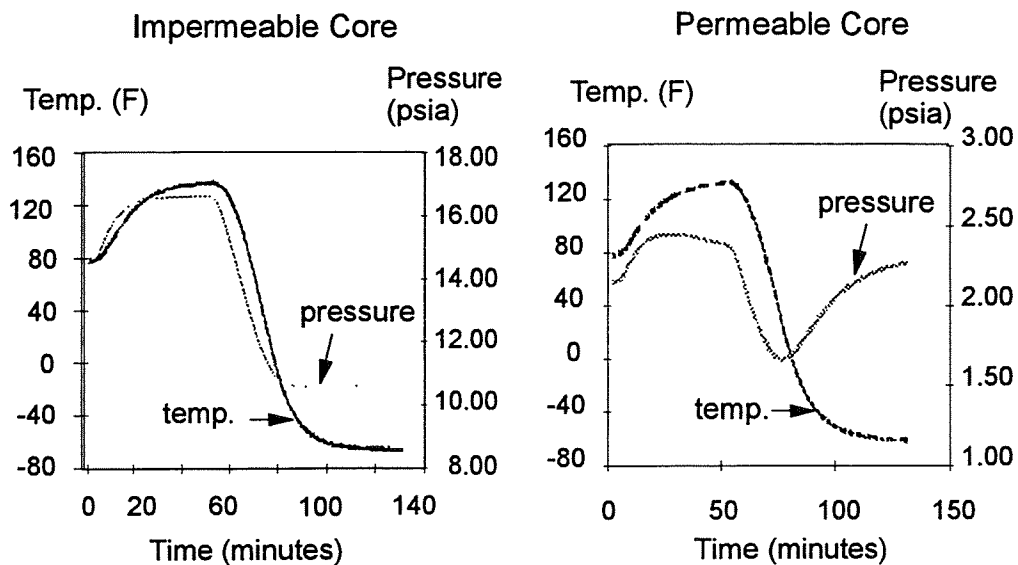 Impermeable Core
Temp. (F)
Pressure
(psia)
160
120
80
40
0
-40
-80
18.00
16.00
14.00
12.00
10.00
8.00
pressure
temp.
0 20 60 100 140
Time (minutes)
Permeable Core
Temp. (F)
Pressure
(psia)
160
120
80
40
0
-40
-80
3.00
2.50
2.00
1.50
1.00
pressure
temp.
0 50 100 150
Time (minutes)